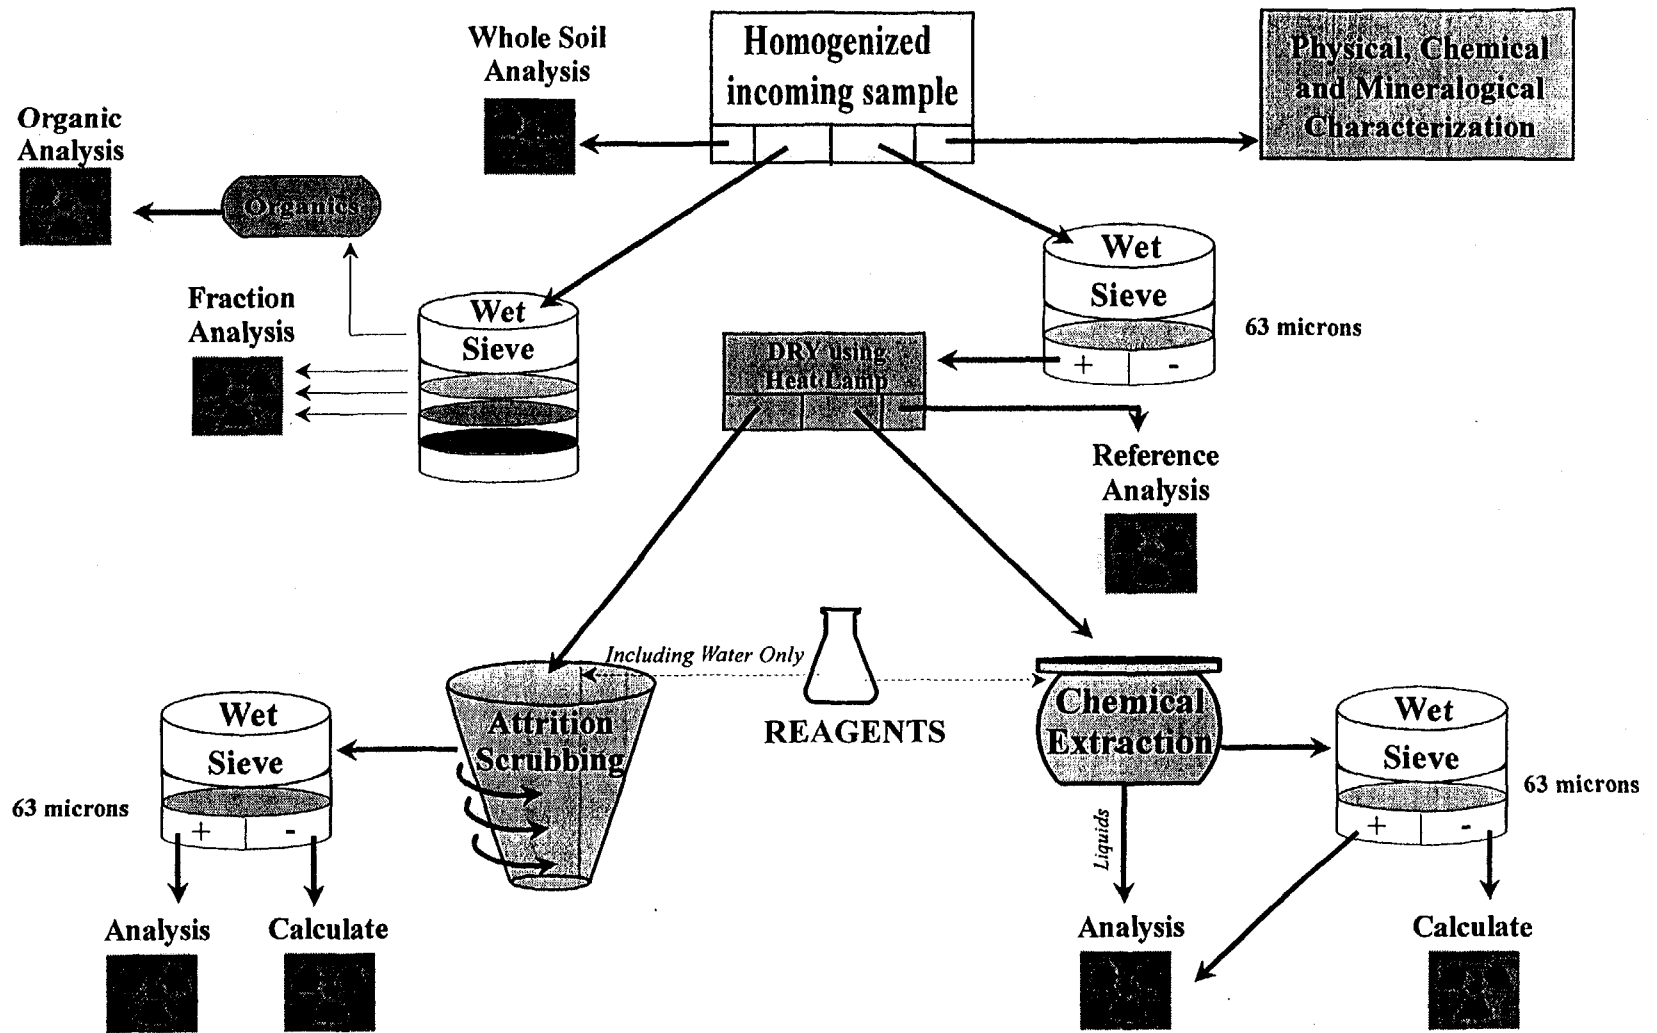 Whole Soil
Analysis
Homogenized
incoming sample
Physical, Chemical
and Mineralogical
Characterization
Organic
Analysis
Organics
Fraction
Analysis
Wet
Sieve
Wet
Sieve
63 microns
+ -
DRY using
Heat Lamp
Reference
Analysis
Including Water Only
REAGENTS
Attrition
Scrubbing
Chemical
Extraction
Wet
Sieve
63 microns
+ -
Wet
Sieve
63 microns
+ -
Liquids
Analysis
Calculate
Analysis
Calculate